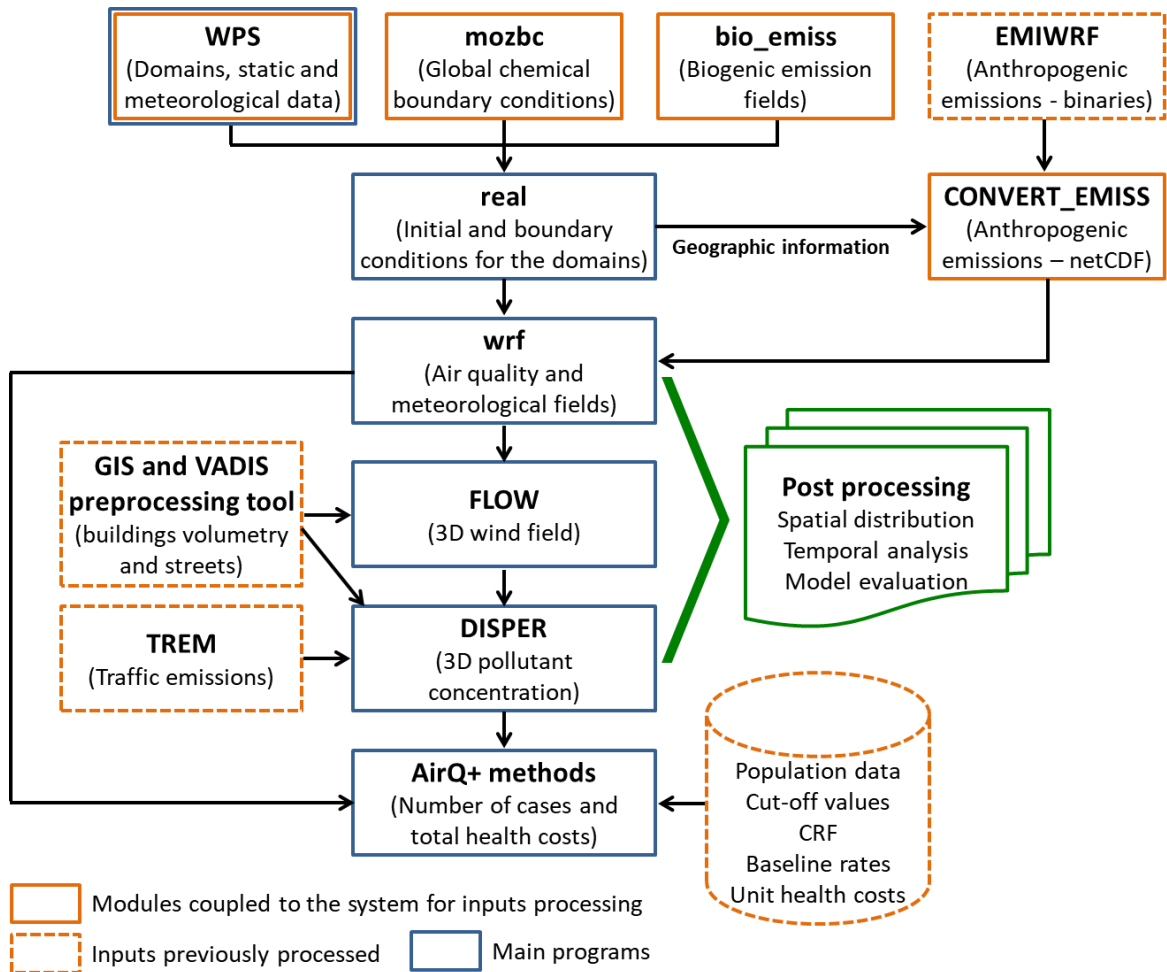 WPS
(Domains, static and
meteorological data)
mozbc
(Global chemical
boundary conditions)
bio_emiss
(Biogenic emission
fields)
EMIWRF
(Anthropogenic
emissions - binaries)
real
(Initial and boundary
conditions for the domains)
Geographic information
CONVERT_EMISS
(Anthropogenic
emissions – netCDF)
wrf
(Air quality and
meteorological fields)
GIS and VADIS
preprocessing tool
(buildings volumetry
and streets)
FLOW
(3D wind field)
Post processing
Spatial distribution
Temporal analysis
Model evaluation
TREM
(Traffic emissions)
DISPER
(3D pollutant
concentration)
AirQ+ methods
(Number of cases and
total health costs)
Population data
Cut-off values
CRF
Baseline rates
Unit health costs
Modules coupled to the system for inputs processing
Inputs previously processed
Main programs